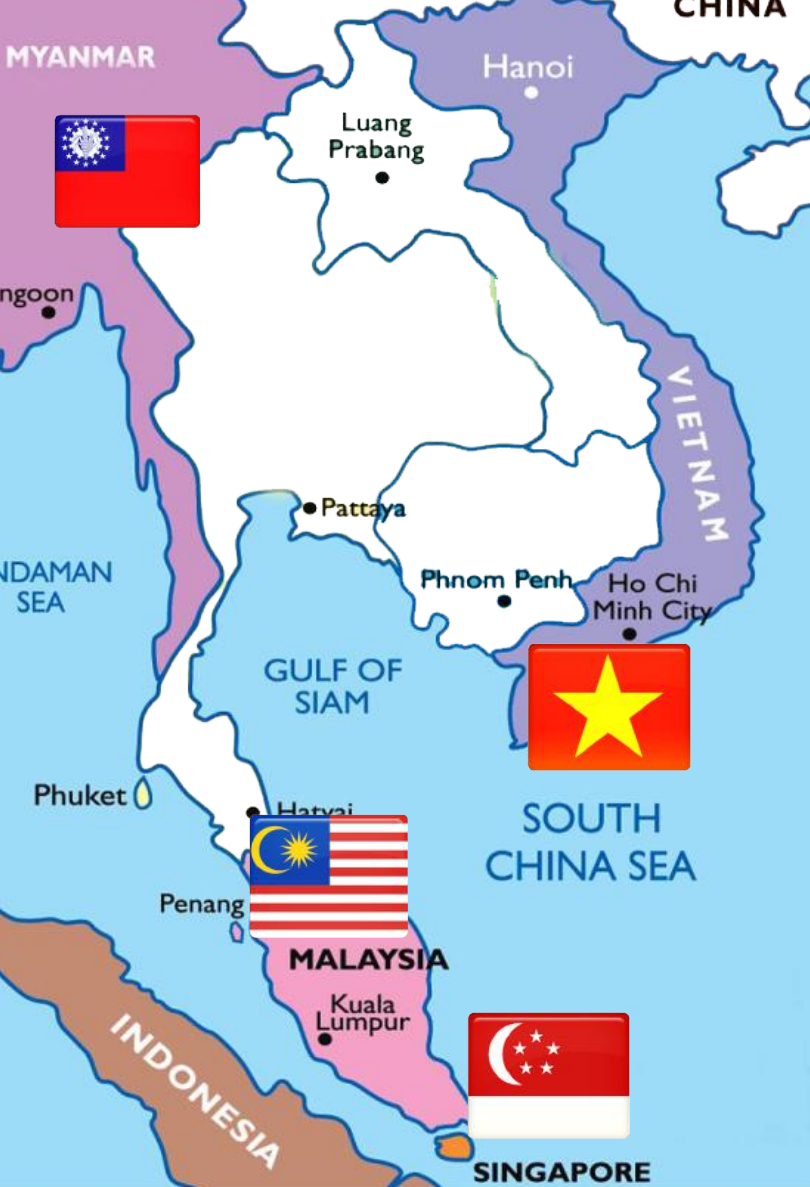 CHINA
MYANMAR
Hanoi
Luang
Prabang
ngoon
VIETNAM
Pattaya
NDAMAN
SEA
Phnom Penh
Ho Chi
Minh City
GULF OF
SIAM
Phuket
Hatyai
SOUTH
CHINA SEA
Penang
MALAYSIA
Kuala
Lumpur
INDONESIA
SINGAPORE